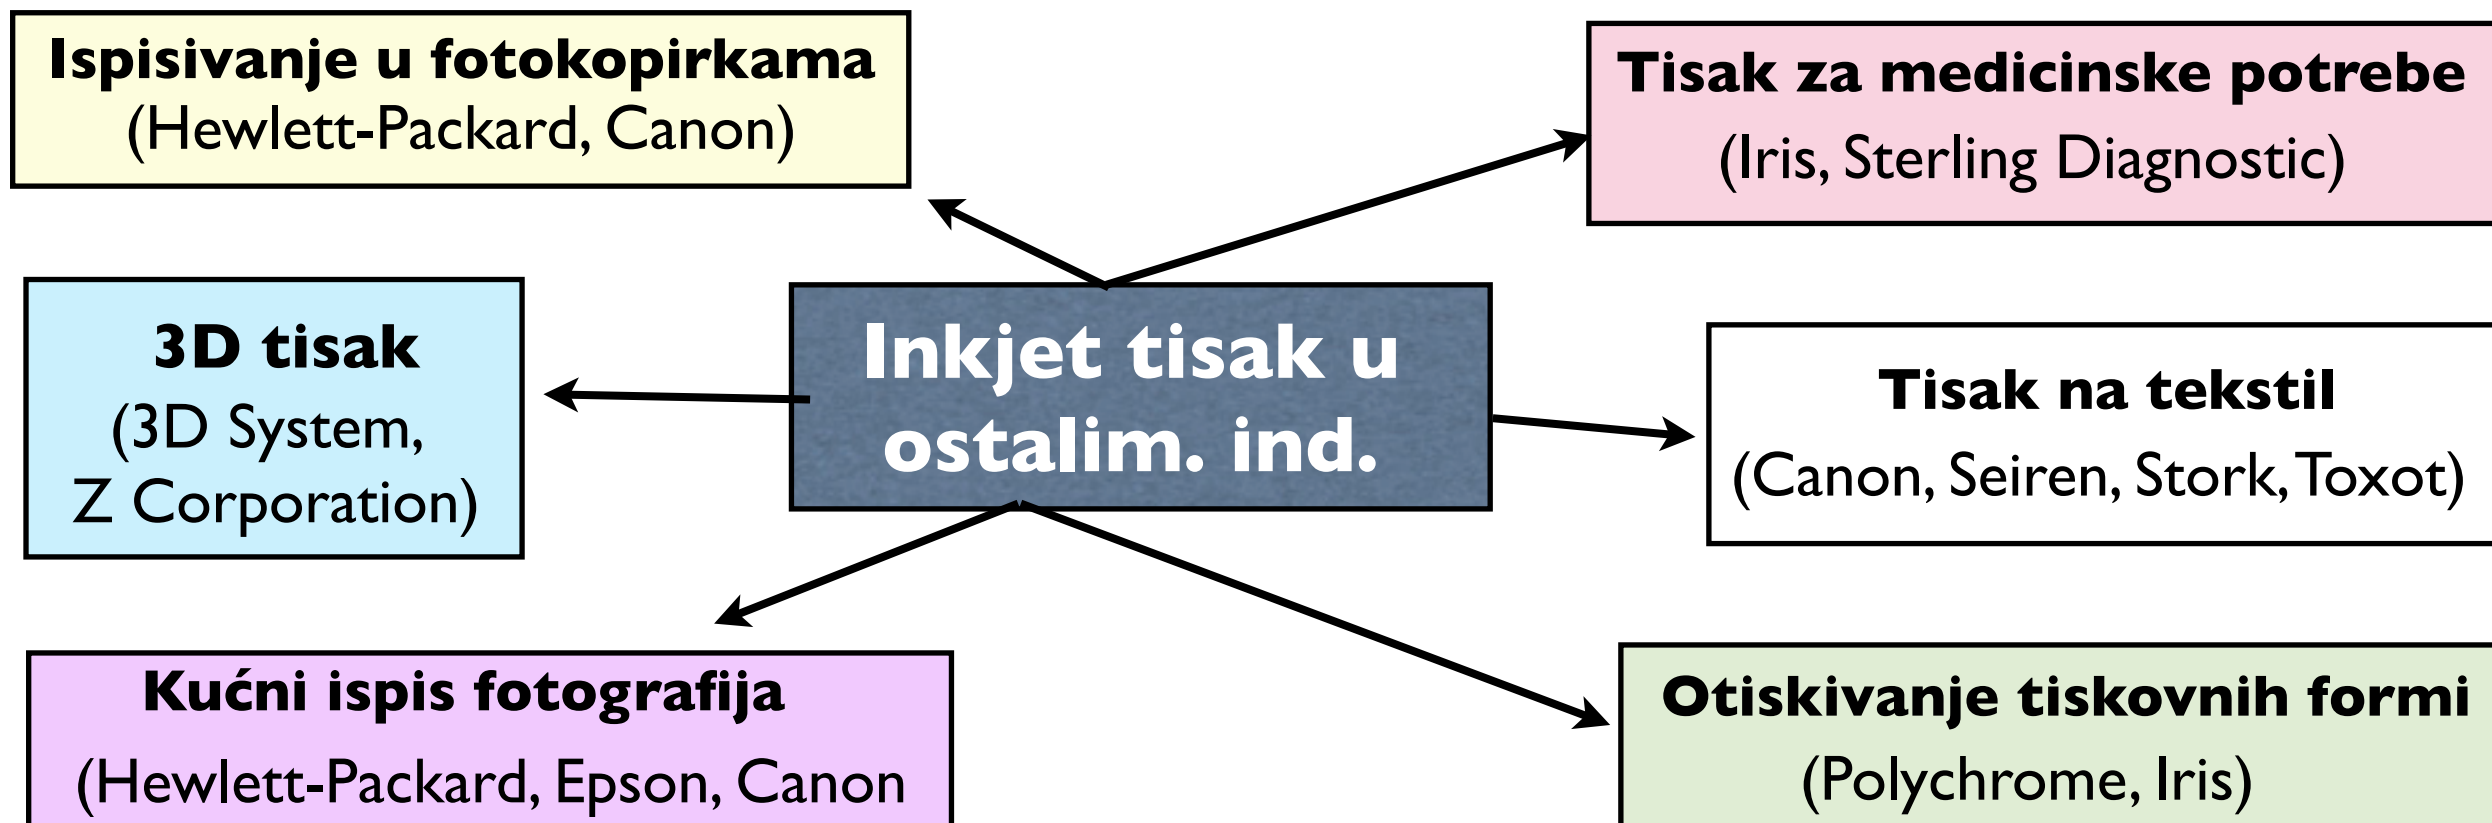 Ispisivanje u fotokopirkama
(Hewlett-Packard, Canon)
Tisak za medicinske potrebe
(Iris, Sterling Diagnostic)
3D tisak
(3D System,
Z Corporation)
Inkjet tisak u
ostalim. ind.
Tisak na tekstil
(Canon, Seiren, Stork, Toxot)
Kućni ispis fotografija
(Hewlett-Packard, Epson, Canon
Otiskivanje tiskovnih formi
(Polychrome, Iris)